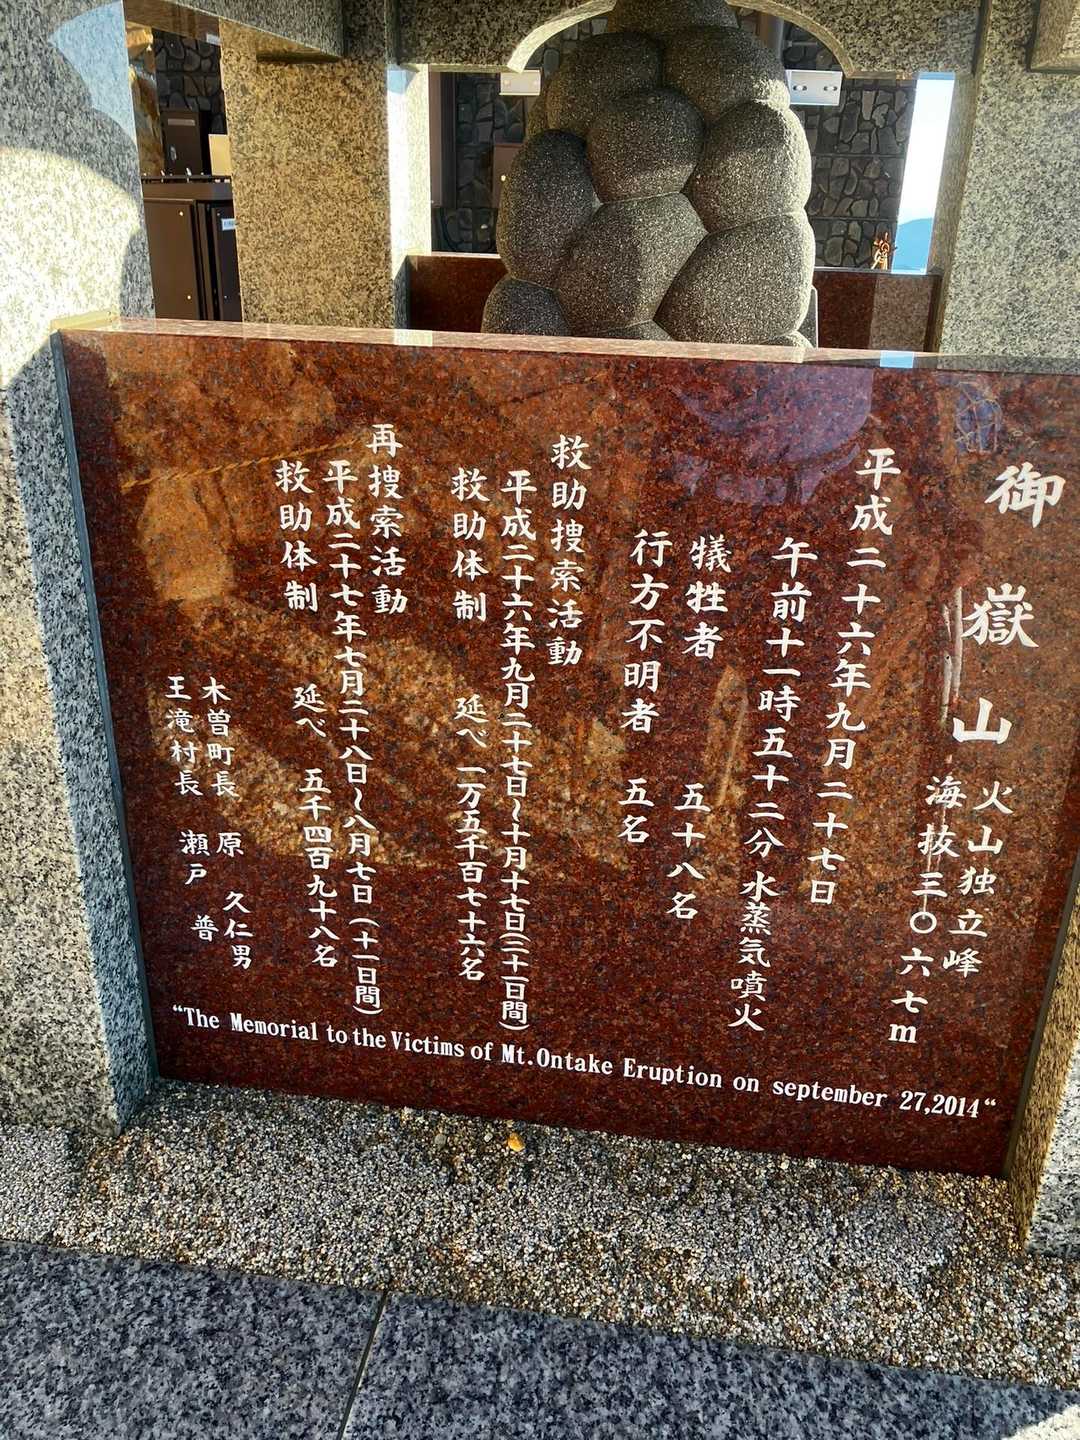 御嶽山
火山独立峰
海抜三〇六七m
平成二十六年九月二十七日
午前十一時五十二分 水蒸気噴火
犠牲者 五十八名
行方不明者 五名
救助捜索活動
平成二十六年九月二十七日~十月十七日(二十一日間)
救助体制 延べ 一万五千百七十六名
再捜索活動
平成二十七年七月二十八日~八月七日(十一日間)
救助体制 延べ 五千四百九十八名
木曽町長 原 久仁男
王滝村長 瀬戸 普
“The Memorial to the Victims of Mt.Ontake Eruption on september 27,2014“